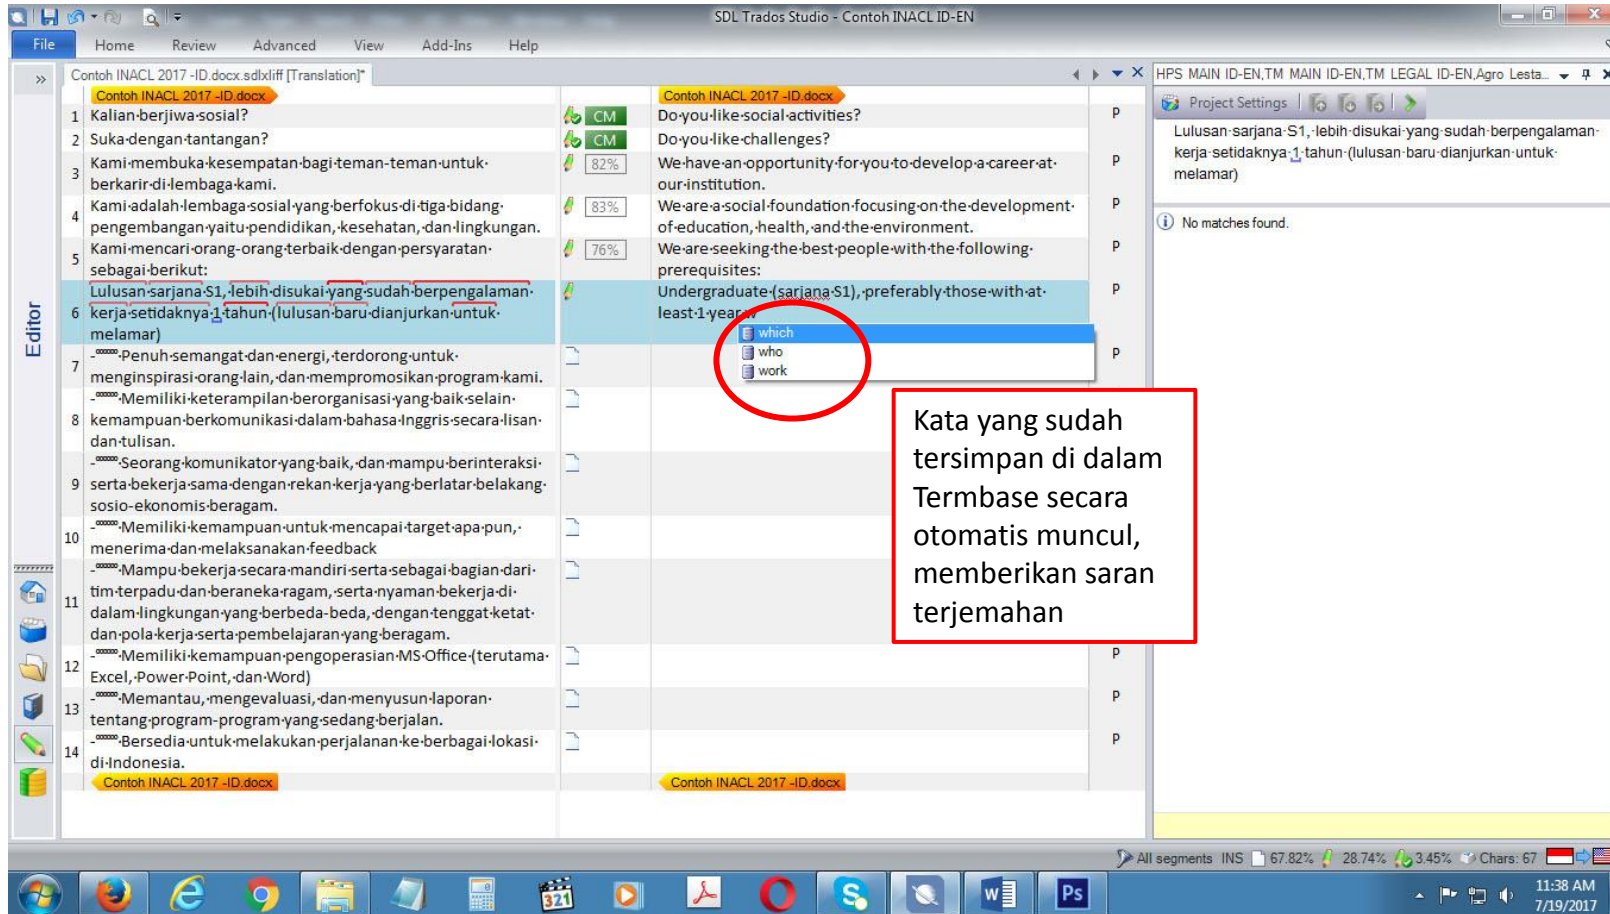 SDL Trados Studio - Contoh INACL ID-EN
File Home Review Advanced View Add-Ins Help
Contoh INACL 2017 -ID.docx.sdlxliff [Translation]*
HPS MAIN ID-EN,TM MAIN ID-EN,TM LEGAL ID-EN,Agro Lesta...
Project Settings
Lulusan·sarjana·S1,·lebih·disukai·yang·sudah·berpengalaman·
kerja·setidaknya·1·tahun·(lulusan·baru·dianjurkan·untuk·
melamar)
No matches found.
Editor
Contoh INACL 2017 -ID.docx Contoh INACL 2017 -ID.docx
1 Kalian·berjiwa·sosial? CM Do·you·like·social·activities? P
2 Suka·dengan·tantangan? CM Do·you·like·challenges?
3 Kami·membuka·kesempatan·bagi·teman-teman·untuk·
berkarir·di·lembaga·kami.
82% We·have·an·opportunity·for·you·to·develop·a·career·at·
our·institution.
P
4 Kami·adalah·lembaga·sosial·yang·berfokus·di·tiga·bidang·
pengembangan·yaitu·pendidikan,·kesehatan,·dan·lingkungan.
83% We·are·a·social·foundation·focusing·on·the·development·
of·education,·health,·and·the·environment.
P
5 Kami·mencari·orang-orang·terbaik·dengan·persyaratan·
sebagai·berikut:
76% We·are·seeking·the·best·people·with·the·following·
prerequisites:
P
6 Lulusan·sarjana·S1,·lebih·disukai·yang·sudah·berpengalaman·
kerja·setidaknya·1·tahun·(lulusan·baru·dianjurkan·untuk·
melamar)
Undergraduate·(sarjana·S1),·preferably·those·with·at·
least·1·year·w
P
which
who
work
7 -·Penuh·semangat·dan·energi,·terdorong·untuk·
menginspirasi·orang·lain,·dan·mempromosikan·program·kami.
P
8 -·Memiliki·keterampilan·berorganisasi·yang·baik·selain·
kemampuan·berkomunikasi·dalam·bahasa·Inggris·secara·lisan·
dan·tulisan.
9 -·Seorang·komunikator·yang·baik,·dan·mampu·berinteraksi·
serta·bekerja·sama·dengan·rekan·kerja·yang·berlatar·belakang·
sosio-ekonomis·beragam.
10 -·Memiliki·kemampuan·untuk·mencapai·target·apa·pun,·
menerima·dan·melaksanakan·feedback
11 -·Mampu·bekerja·secara·mandiri·serta·sebagai·bagian·dari·
tim·terpadu·dan·beraneka·ragam,·serta·nyaman·bekerja·di·
dalam·lingkungan·yang·berbeda-beda,·dengan·tenggat·ketat·
dan·pola·kerja·serta·pembelajaran·yang·beragam.
12 -·Memiliki·kemampuan·pengoperasian·MS·Office·(terutama·
Excel,·Power·Point,·dan·Word)
P
13 -·Memantau,·mengevaluasi,·dan·menyusun·laporan·
tentang·program-program·yang·sedang·berjalan.
P
14 -·Bersedia·untuk·melakukan·perjalanan·ke·berbagai·lokasi·
di·Indonesia.
P
Contoh INACL 2017 -ID.docx Contoh INACL 2017 -ID.docx
Kata yang sudah
tersimpan di dalam
Termbase secara
otomatis muncul,
memberikan saran
terjemahan
All segments INS 67.82% 28.74% 3.45% Chars: 67
321
S
W
Ps
11:38 AM
7/19/2017